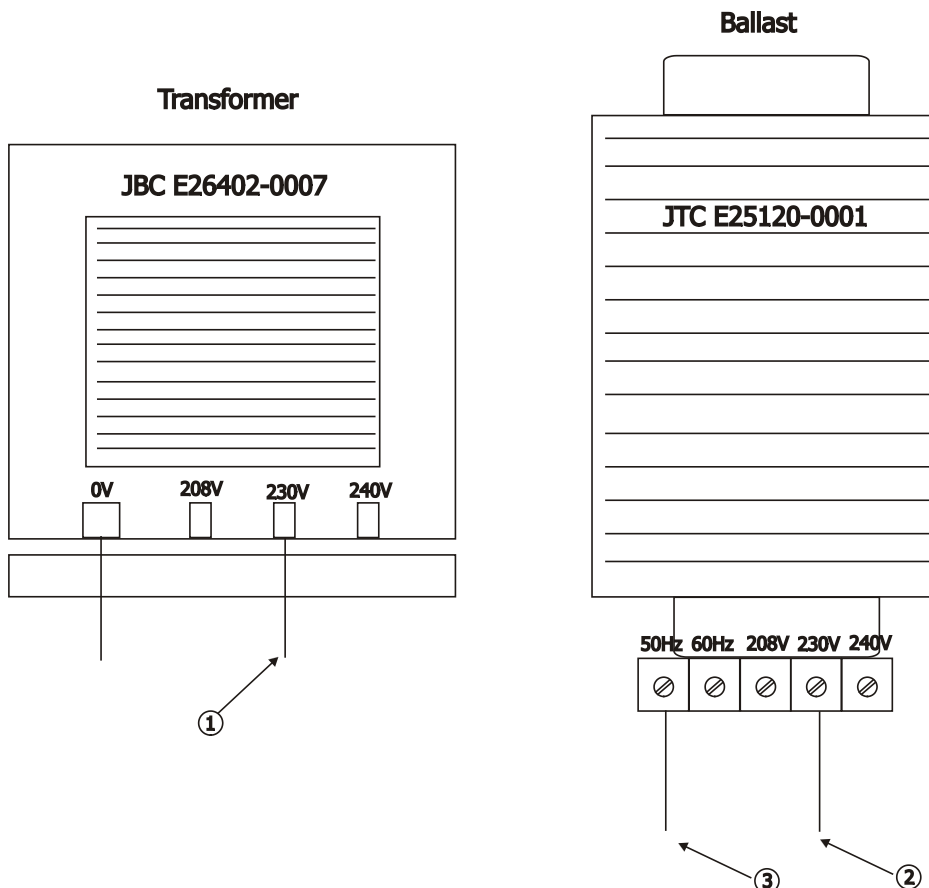 Ballast
Transformer
JBC E26402-0007
JTC E25120-0001
0V 208V 230V 240V
50Hz 60Hz 208V 230V 240V
1
3 2